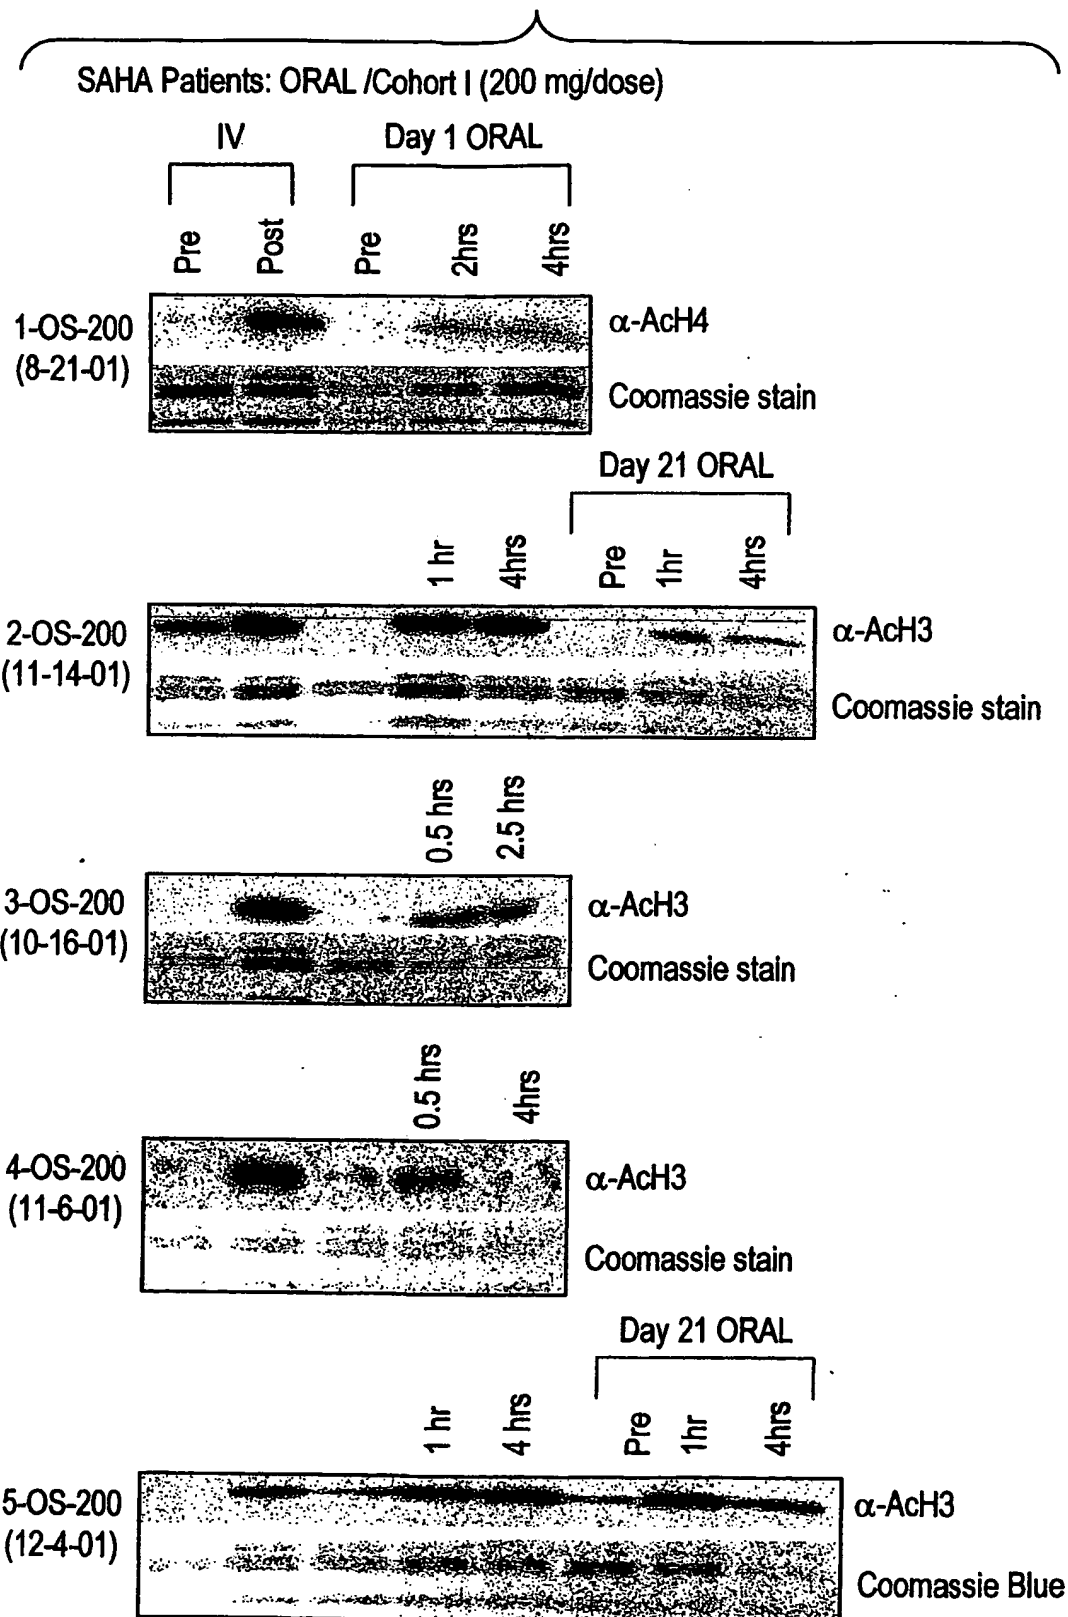 SAHA Patients: ORAL /Cohort I (200 mg/dose)
IV
Day 1 ORAL
Pre
Post
Pre
2hrs
4hrs
1-OS-200
(8-21-01)
α-AcH4
Coomassie stain
Day 21 ORAL
1 hr
4hrs
Pre
1hr
4hrs
2-OS-200
(11-14-01)
α-AcH3
Coomassie stain
0.5 hrs
2.5 hrs
3-OS-200
(10-16-01)
α-AcH3
Coomassie stain
0.5 hrs
4hrs
4-OS-200
(11-6-01)
α-AcH3
Coomassie stain
Day 21 ORAL
1 hr
4 hrs
Pre
1hr
4hrs
5-OS-200
(12-4-01)
α-AcH3
Coomassie Blue